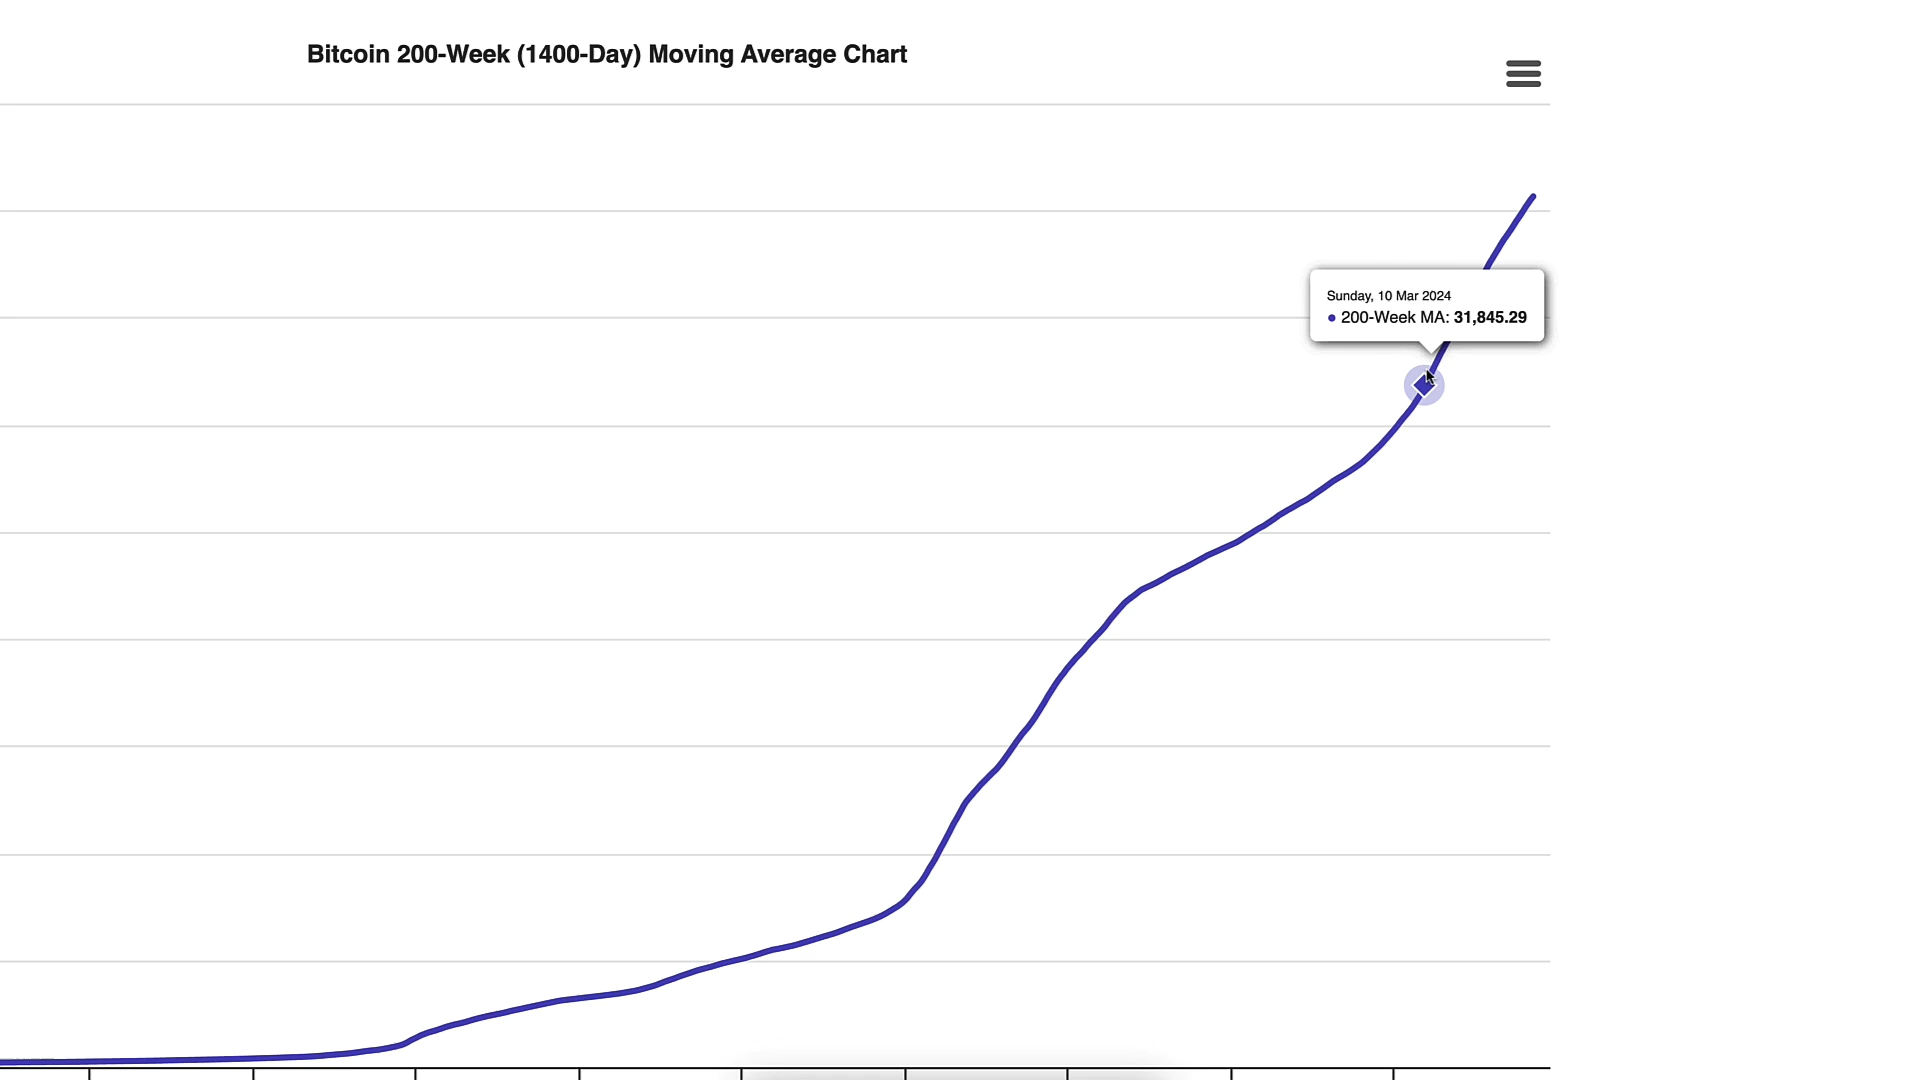 Bitcoin 200-Week (1400-Day) Moving Average Chart
Sunday, 10 Mar 2024
200-Week MA: 31,845.29